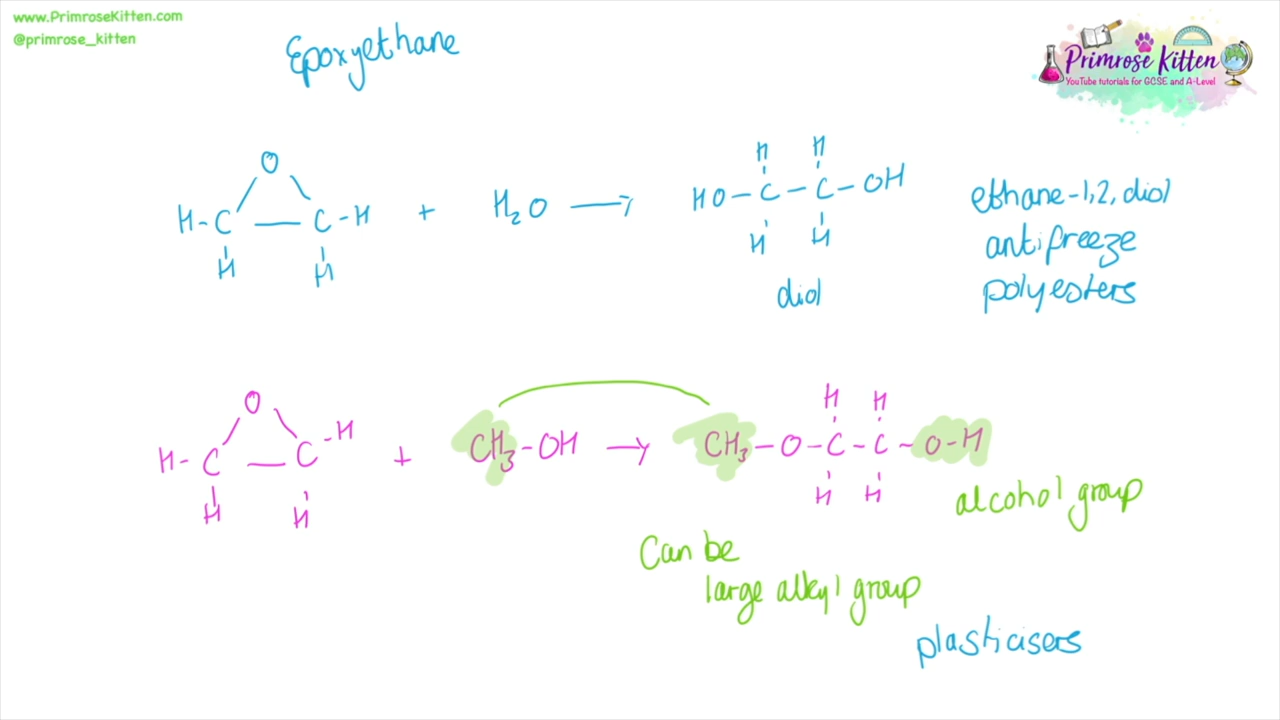 www.PrimroseKitten.com
@primrose_kitten
Primrose Kitten
YouTube tutorials for GCSE and A-Level
Epoxyethane
O
H-C — C-H + H₂O →
H H
H H
HO-C-C-OH
H H
diol
ethane-1,2,diol
antifreeze
polyesters
O
H-C — C-H + CH₃-OH →
H H
H H
CH₃-O-C-C-O-H
H H
alcohol group
Can be
large alkyl group
plasticisers